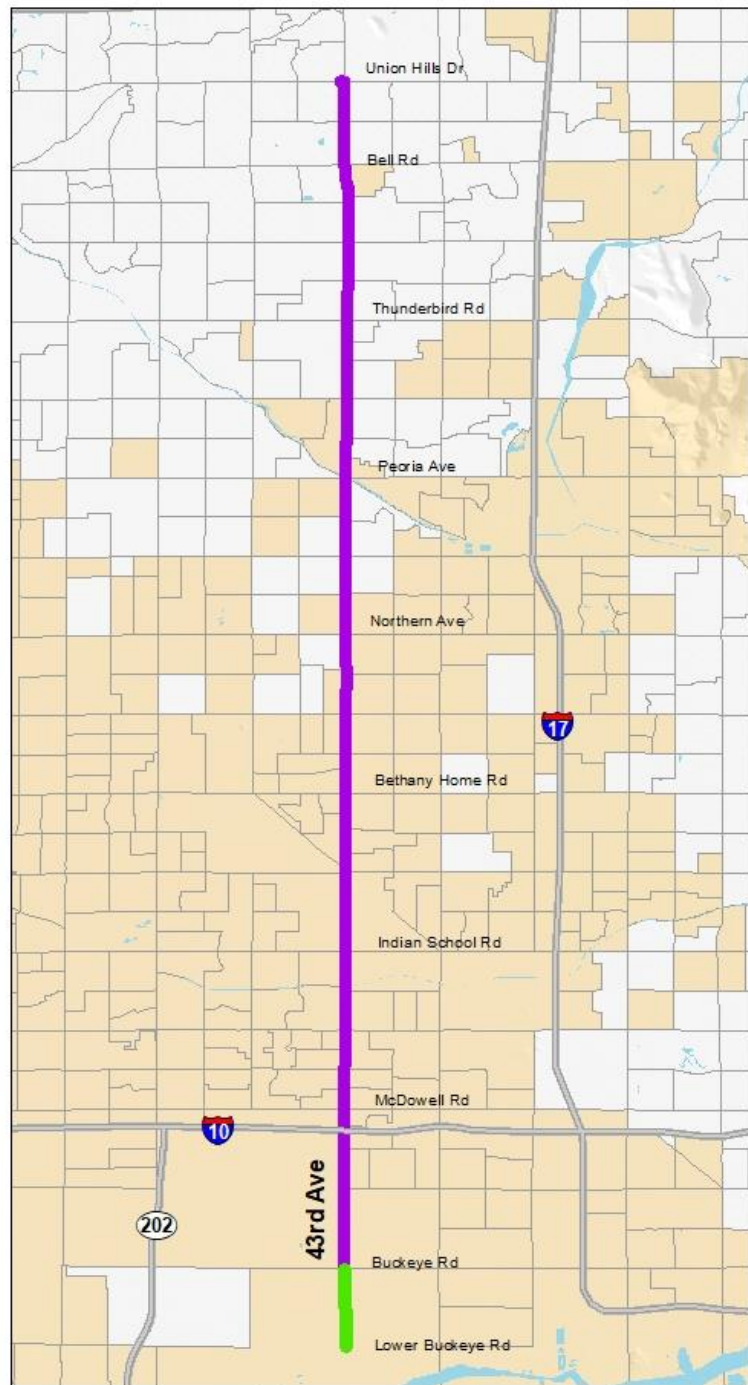 Union Hills Dr
Bell Rd
Thunderbird Rd
Peoria Ave
Northern Ave
17
Bethany Home Rd
Indian School Rd
McDowell Rd
10
43rd Ave
202
Buckeye Rd
Lower Buckeye Rd